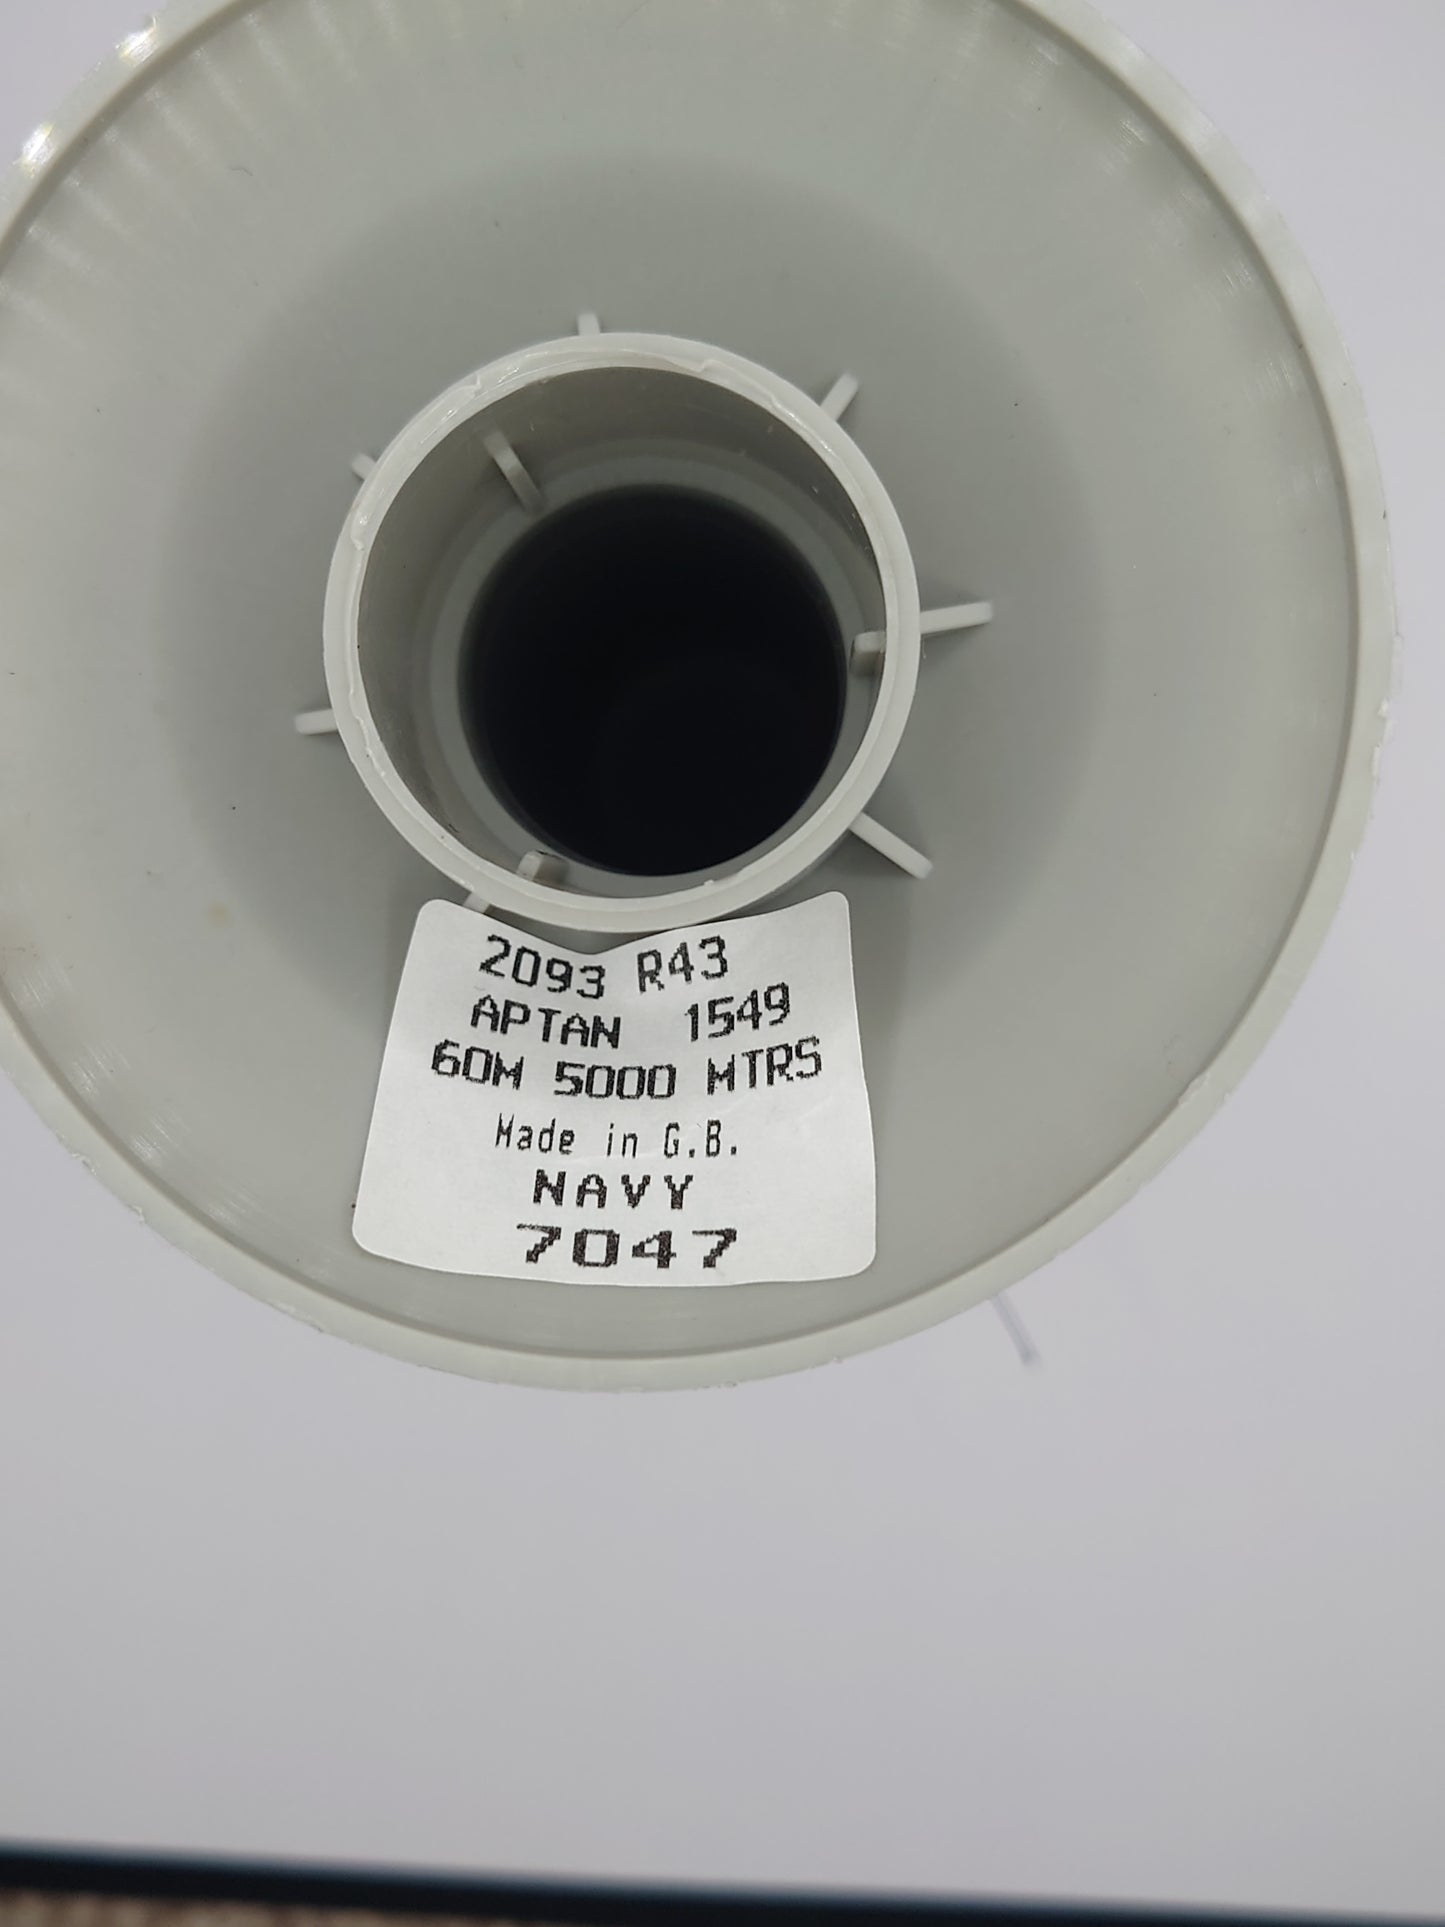 2093 R43
APTAN 1549
60M 5000 MTRS
Made in G.B.
NAVY
7047